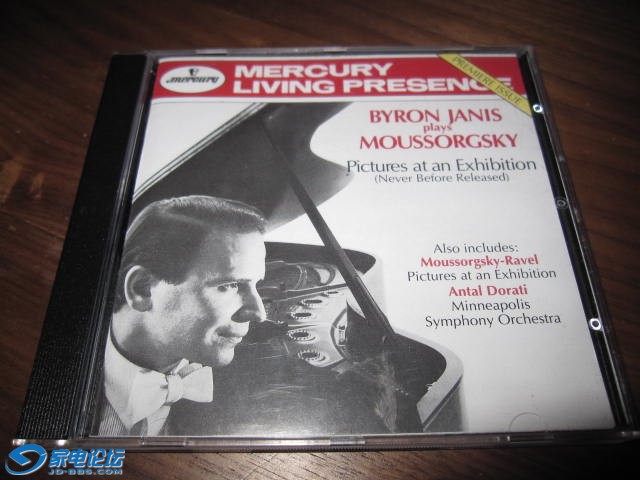 mercury
MERCURY
LIVING PRESENCE
PREMIERE ISSUE
BYRON JANIS
plays
MOUSSORGSKY
Pictures at an Exhibition
(Never Before Released)
Also includes:
Moussorgsky-Ravel
Pictures at an Exhibition
Antal Dorati
Minneapolis
Symphony Orchestra
家电论坛
JD-BBS.COM